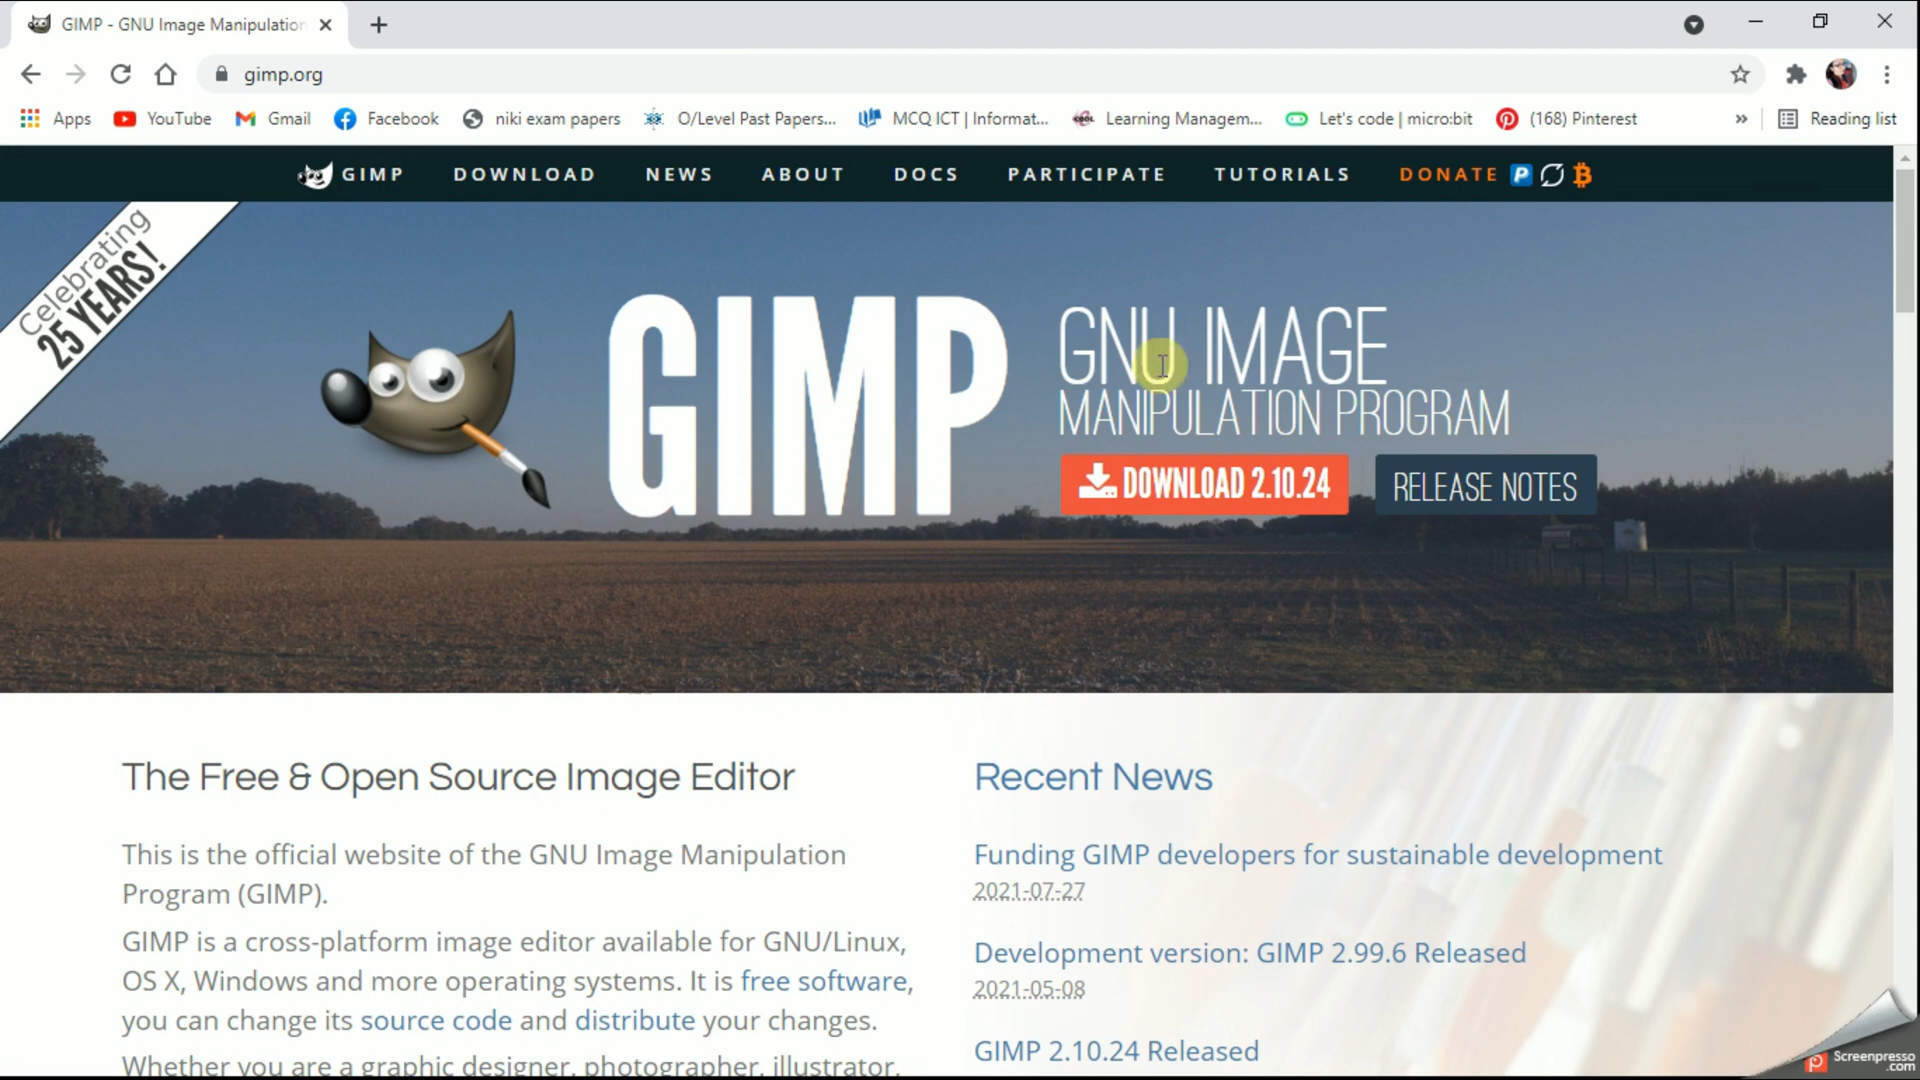 GIMP - GNU Image Manipulation
gimp.org
Apps YouTube Gmail Facebook niki exam papers O/Level Past Papers... MCQ ICT | Informat... Learning Managem... Let's code | micro:bit (168) Pinterest » Reading list
GIMP DOWNLOAD NEWS ABOUT DOCS PARTICIPATE TUTORIALS DONATE
Celebrating
25 YEARS!
GIMP
GNU IMAGE
MANIPULATION PROGRAM
DOWNLOAD 2.10.24 RELEASE NOTES
The Free & Open Source Image Editor
This is the official website of the GNU Image Manipulation
Program (GIMP).
GIMP is a cross-platform image editor available for GNU/Linux,
OS X, Windows and more operating systems. It is free software,
you can change its source code and distribute your changes.
Whether you are a graphic designer, photographer, illustrator,
Recent News
Funding GIMP developers for sustainable development
2021-07-27
Development version: GIMP 2.99.6 Released
2021-05-08
GIMP 2.10.24 Released
Screenpresso
.com